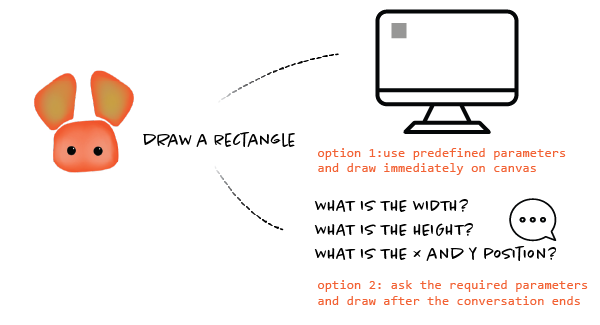 DRAW A RECTANGLE
option 1:use predefined parameters
and draw immediately on canvas
WHAT IS THE WIDTH?
WHAT IS THE HEIGHT?
WHAT IS THE x AND Y POSITION?
option 2: ask the required parameters
and draw after the conversation ends